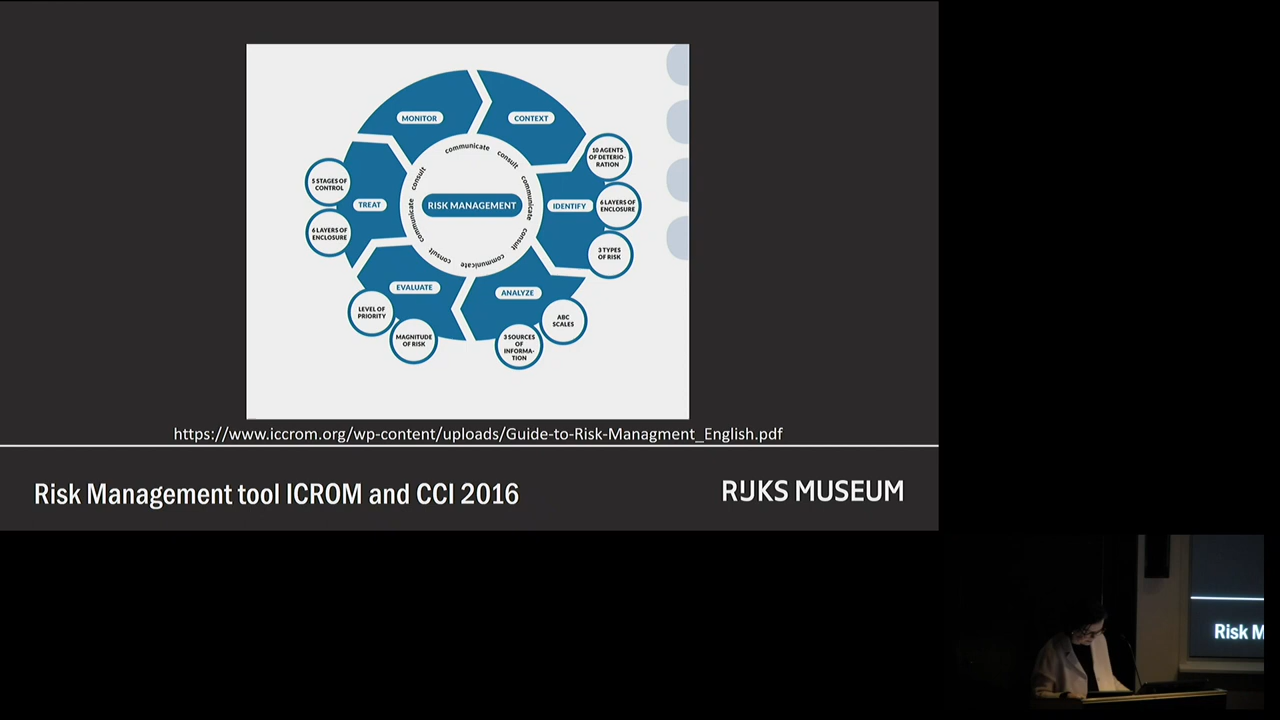 MONITOR
CONTEXT
communicate
consult
communicate
consult
communicate
consult
communicate
consult
RISK MANAGEMENT
10 AGENTS
OF DETERIO-
RATION
IDENTIFY
6 LAYERS OF
ENCLOSURE
3 TYPES
OF RISK
ANALYZE
ABC
SCALES
3 SOURCES
OF
INFORMA-
TION
EVALUATE
MAGNITUDE
OF RISK
LEVEL OF
PRIORITY
TREAT
6 LAYERS OF
ENCLOSURE
5 STAGES OF
CONTROL
https://www.iccrom.org/wp-content/uploads/Guide-to-Risk-Managment_English.pdf
Risk Management tool ICROM and CCI 2016
RIJKS MUSEUM
Risk M